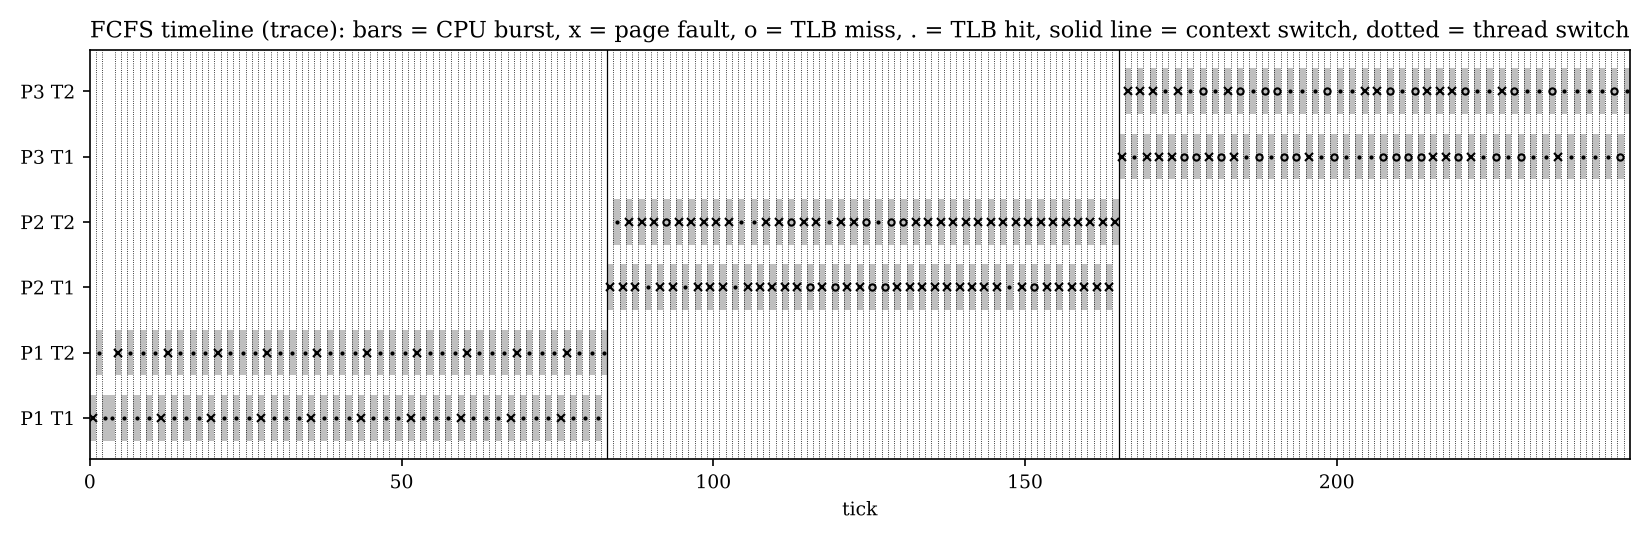 FCFS timeline (trace): bars = CPU burst, x = page fault, o = TLB miss, . = TLB hit, solid line = context switch, dotted = thread switch
P3 T2
P3 T1
P2 T2
P2 T1
P1 T2
P1 T1
0 50 100 150 200
tick